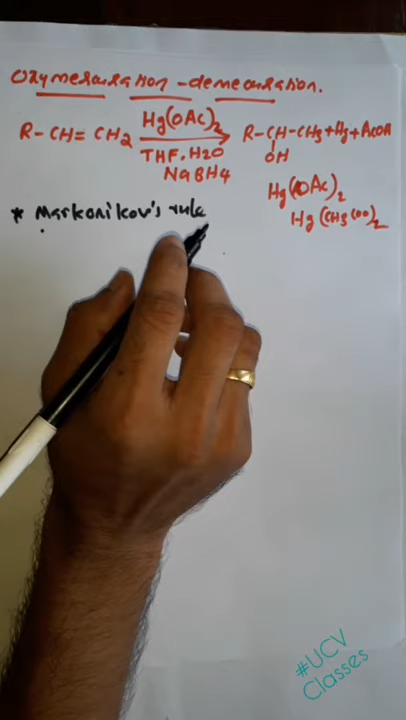 Oxymercuration - demercuration.
R-CH=CH2 Hg(OAc)2 R-CH-CH3+Hg+AcOH
THF.H2O OH
NaBH4
Hg(OAc)2
Hg(CH3COO)2
* Markonikov's rule
#UCV
Classes